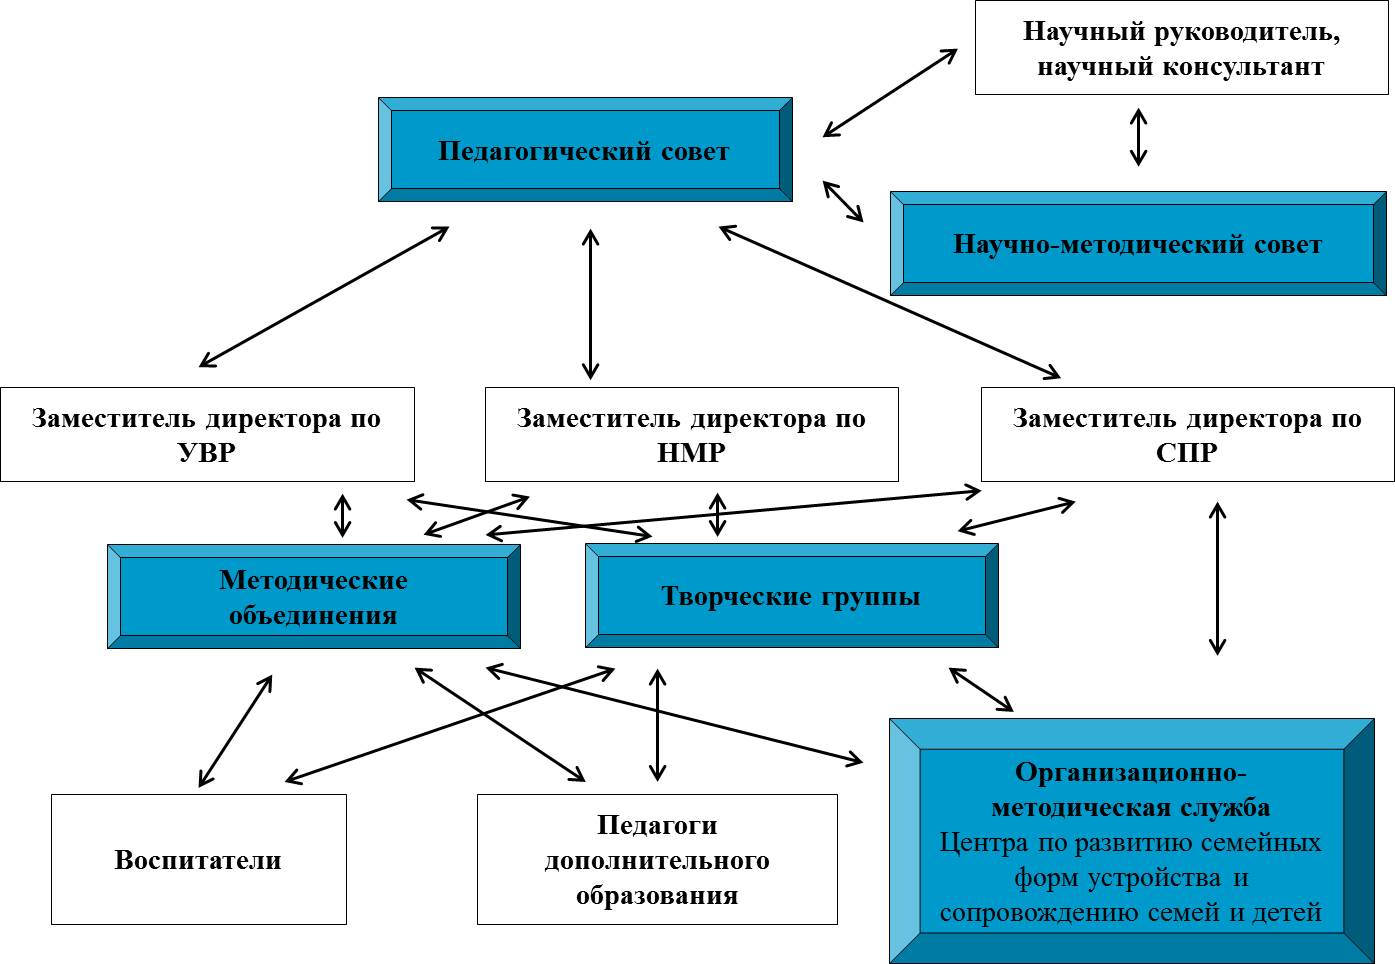 Научный руководитель,
научный консультант
Педагогический совет
Научно-методический совет
Заместитель директора по
УВР
Заместитель директора по
НМР
Заместитель директора по
СПР
Методические
объединения
Творческие группы
Воспитатели
Педагоги
дополнительного
образования
Организационно-
методическая служба
Центра по развитию семейных
форм устройства и
сопровождению семей и детей